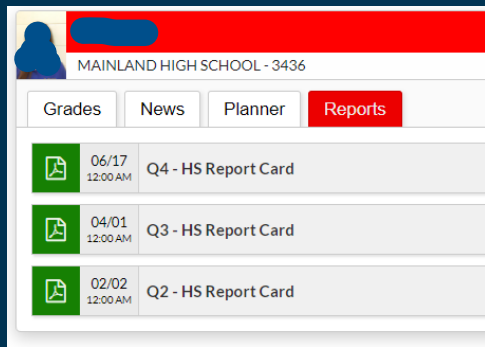 MAINLAND HIGH SCHOOL - 3436
Grades News Planner Reports
06/17
12:00 AM
Q4 - HS Report Card
04/01
12:00 AM
Q3 - HS Report Card
02/02
12:00 AM
Q2 - HS Report Card